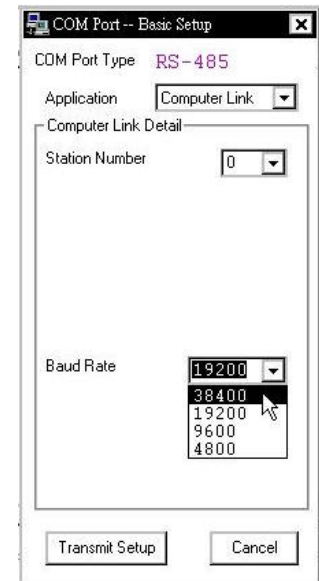 COM Port -- Basic Setup
COM Port Type RS-485
Application Computer Link
Computer Link Detail
Station Number 0
Baud Rate 19200
38400
19200
9600
4800
Transmit Setup Cancel